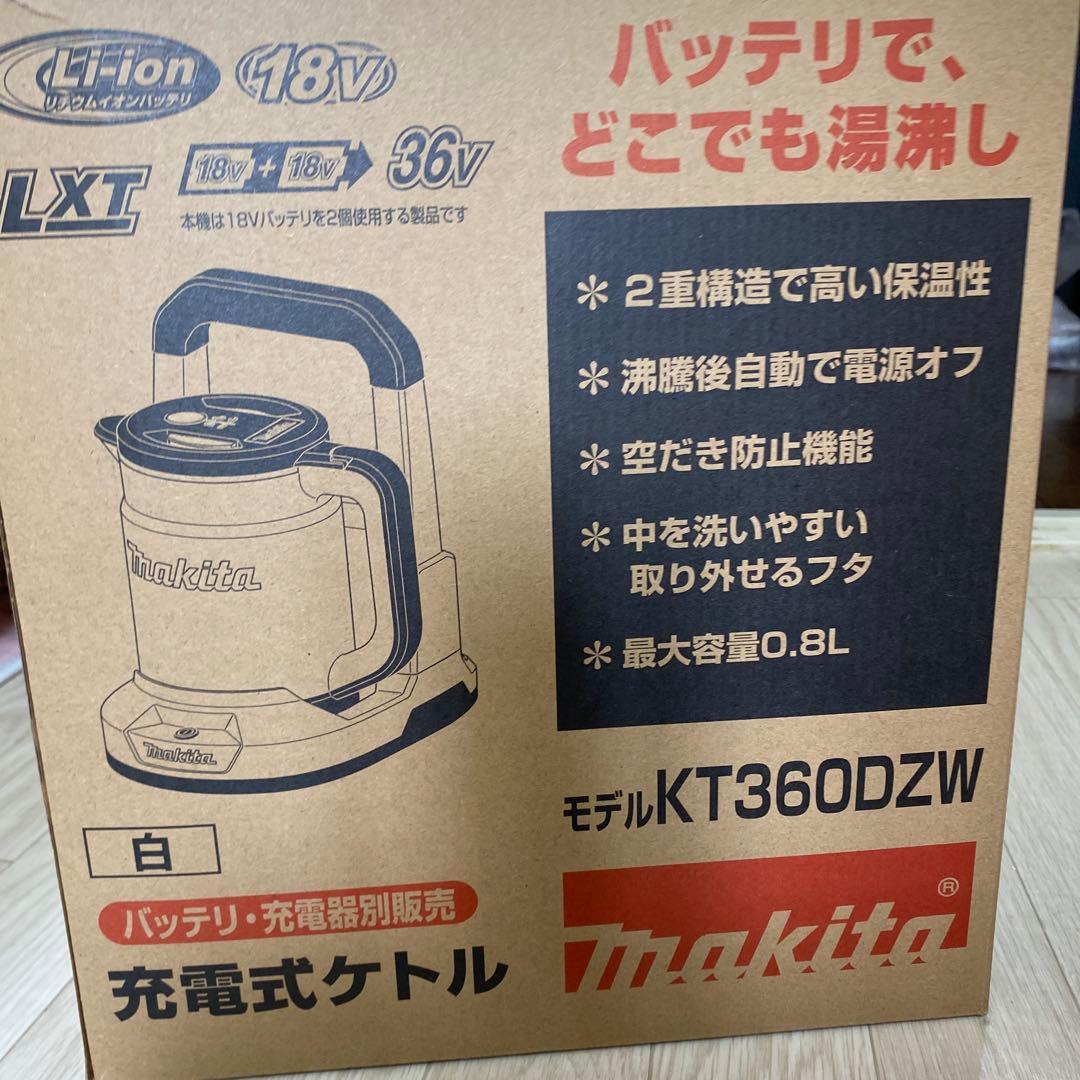 Li-ion
リチウムイオンバッテリ
18V
LXT
18V + 18V
36V
本機は18Vバッテリを2個使用する製品です
バッテリで、
どこでも湯沸し
＊ 2重構造で高い保温性
＊ 沸騰後自動で電源オフ
＊ 空だき防止機能
＊ 中を洗いやすい
取り外せるフタ
＊ 最大容量0.8L
makita
makita
モデルKT360DZW
白
バッテリ・充電器別販売
充電式ケトル
makita®